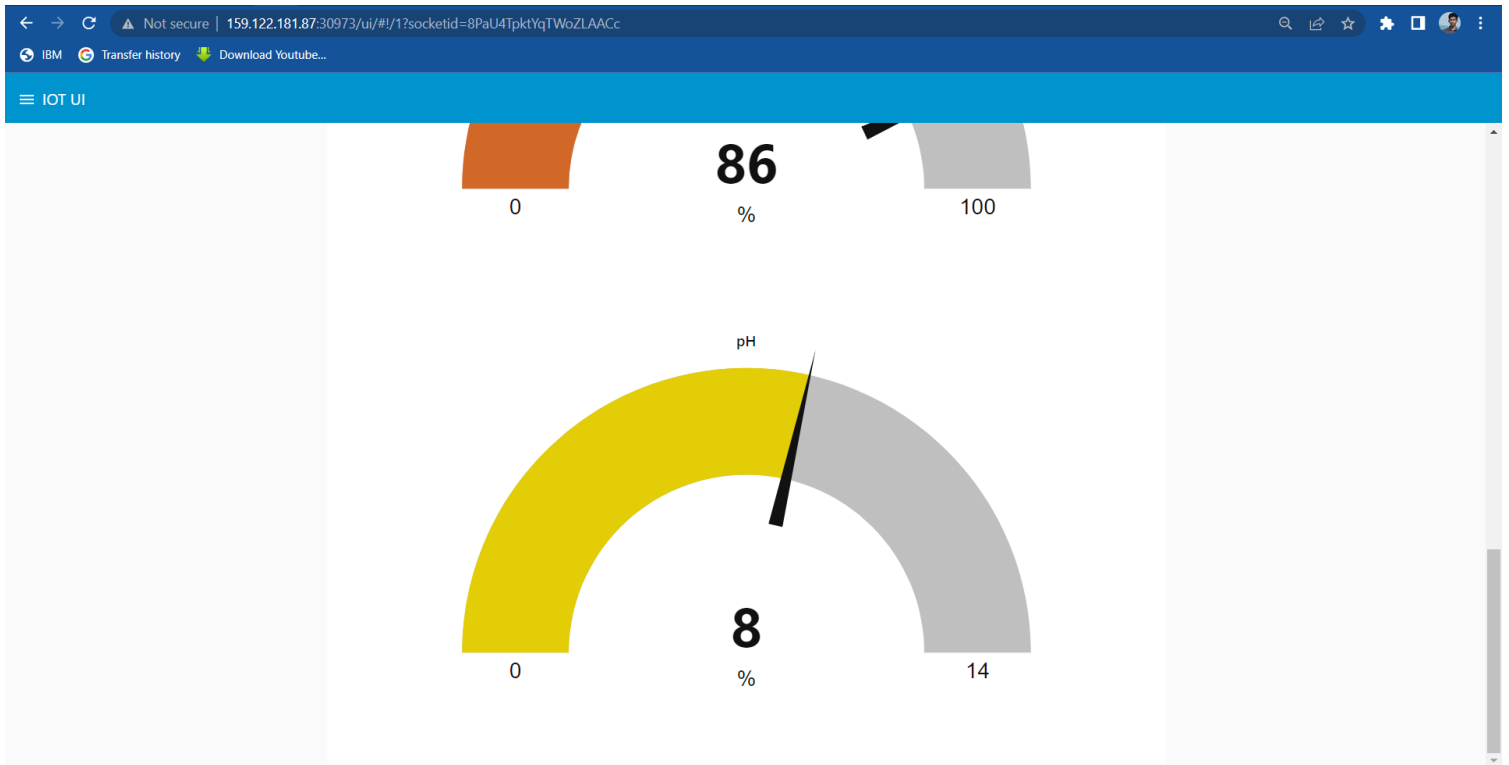 Not secure | 159.122.181.87:30973/ui/#!/1?socketid=8PaU4TpktYqTWoZLAACc
IBM Transfer history Download Youtube...
IOT UI
86
0 % 100
pH
8
0 % 14